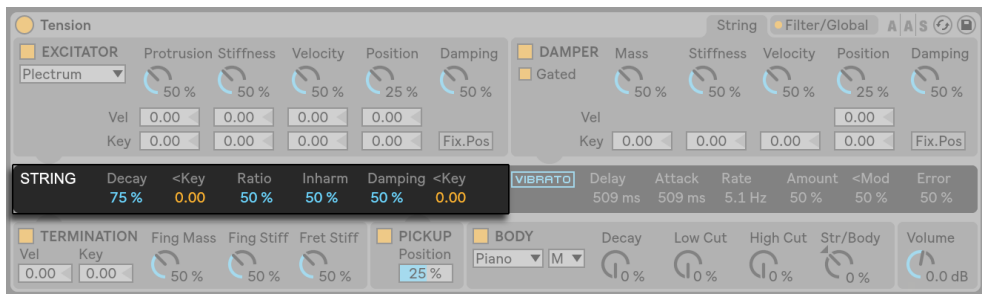 Tension String Filter/Global A A S
EXCITATOR Protrusion Stiffness Velocity Position Damping
Plectrum 50 % 50 % 50 % 25 % 50 %
Vel 0.00 0.00 0.00 0.00
Key 0.00 0.00 0.00 0.00 Fix.Pos
DAMPER Mass Stiffness Velocity Position Damping
Gated 50 % 50 % 50 % 25 % 50 %
Vel 0.00
Key 0.00 0.00 0.00 0.00 Fix.Pos
STRING Decay <Key Ratio Inharm Damping <Key
75 % 0.00 50 % 50 % 50 % 0.00
VIBRATO Delay Attack Rate Amount <Mod Error
509 ms 509 ms 5.1 Hz 50 % 50 % 50 %
TERMINATION Fing Mass Fing Stiff Fret Stiff
Vel Key
0.00 0.00 50 % 50 % 50 %
PICKUP
Position
25 %
BODY Decay Low Cut High Cut Str/Body
Piano M 0 % 0 % 0 % 0 %
Volume
0.0 dB